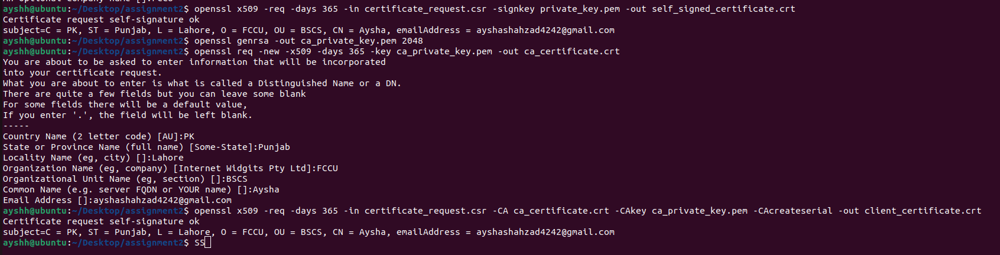 An optional company name []:FCCU
ayshh@ubuntu:~/Desktop/assignment2$ openssl x509 -req -days 365 -in certificate_request.csr -signkey private_key.pem -out self_signed_certificate.crt
Certificate request self-signature ok
subject=C = PK, ST = Punjab, L = Lahore, O = FCCU, OU = BSCS, CN = Aysha, emailAddress = ayshashahzad4242@gmail.com
ayshh@ubuntu:~/Desktop/assignment2$ openssl genrsa -out ca_private_key.pem 2048
ayshh@ubuntu:~/Desktop/assignment2$ openssl req -new -x509 -days 365 -key ca_private_key.pem -out ca_certificate.crt
You are about to be asked to enter information that will be incorporated
into your certificate request.
What you are about to enter is what is called a Distinguished Name or a DN.
There are quite a few fields but you can leave some blank
For some fields there will be a default value,
If you enter '.', the field will be left blank.
-----
Country Name (2 letter code) [AU]:PK
State or Province Name (full name) [Some-State]:Punjab
Locality Name (eg, city) []:Lahore
Organization Name (eg, company) [Internet Widgits Pty Ltd]:FCCU
Organizational Unit Name (eg, section) []:BSCS
Common Name (e.g. server FQDN or YOUR name) []:Aysha
Email Address []:ayshashahzad4242@gmail.com
ayshh@ubuntu:~/Desktop/assignment2$ openssl x509 -req -days 365 -in certificate_request.csr -CA ca_certificate.crt -CAkey ca_private_key.pem -CAcreateserial -out client_certificate.crt
Certificate request self-signature ok
subject=C = PK, ST = Punjab, L = Lahore, O = FCCU, OU = BSCS, CN = Aysha, emailAddress = ayshashahzad4242@gmail.com
ayshh@ubuntu:~/Desktop/assignment2$ SS